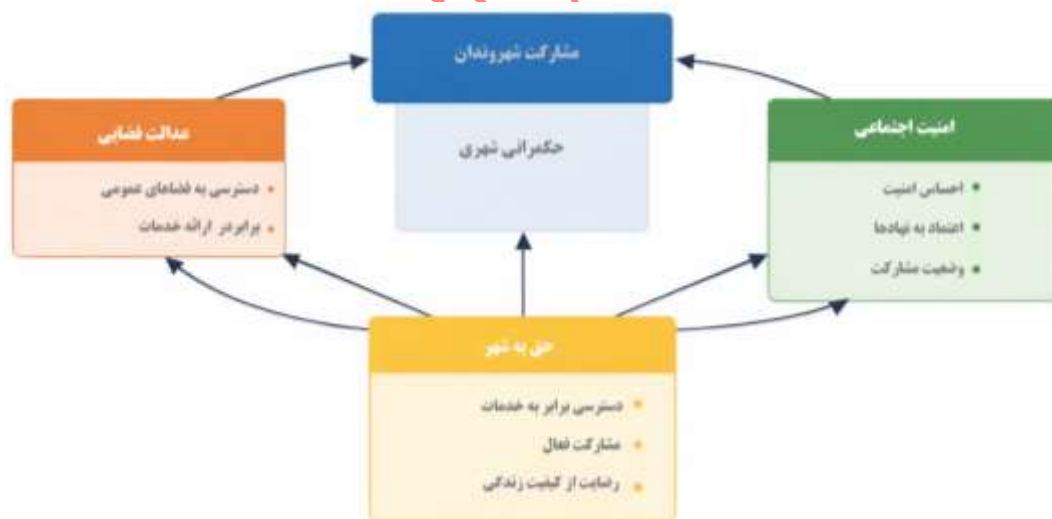 مشارکت شهروندان
حکمرانی شهری
امنیت اجتماعی
احساس امنیت
اعتماد به نهادها
وضعیت مشارکت
عدالت فضایی
دسترسی به فضاهای عمومی
برابر در ارائه خدمات
حق به شهر
دسترسی برابر به خدمات
مشارکت فعال
رضایت از کیفیت زندگی